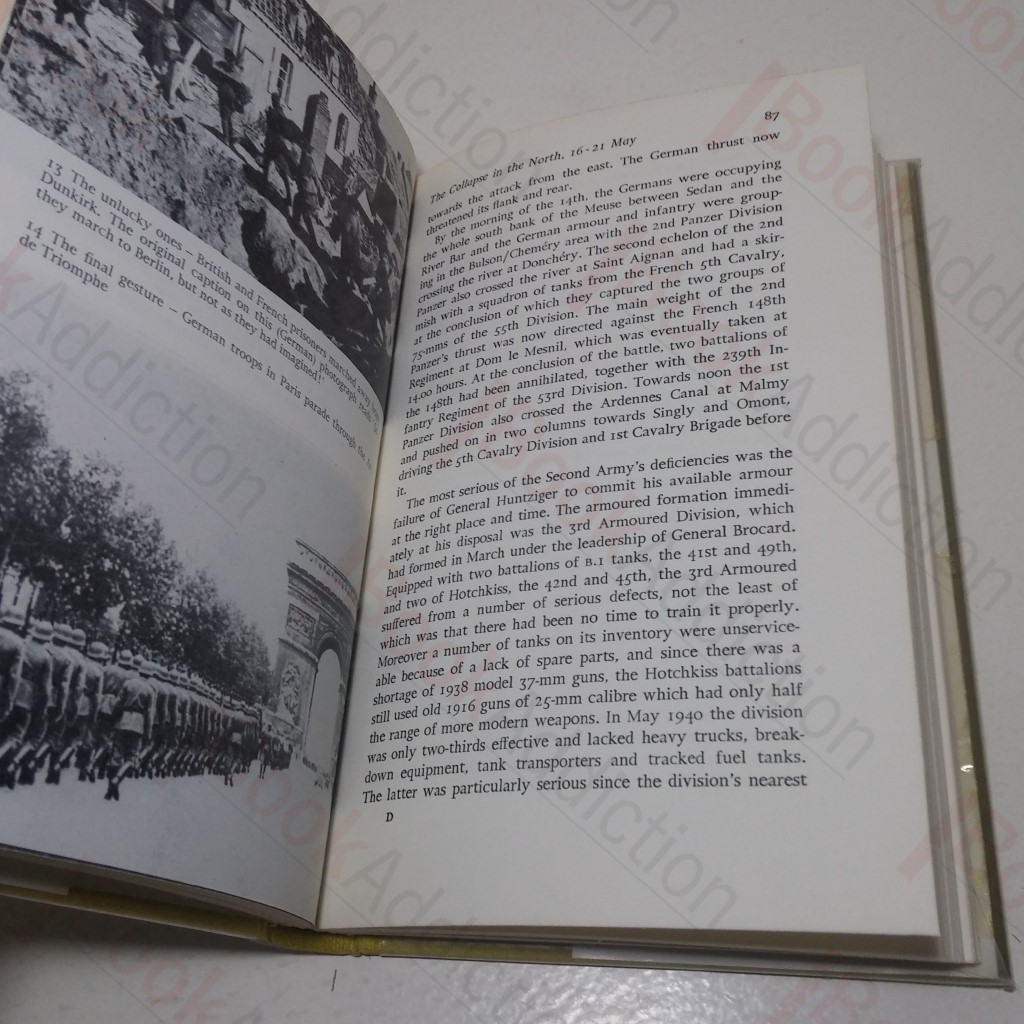 13 The unlucky ones – British and French prisoners marched away from
Dunkirk. The original caption on this (German) photograph reads
they march to Berlin, but not as they had imagined!'
14 The final gesture – German troops in Paris parade through the
de Triomphe
87
The Collapse in the North, 16-21 May
towards the attack from the east. The German thrust now
threatened its flank and rear.
By the morning of the 14th, the Germans were occupying
the whole south bank of the Meuse between Sedan and the
River Bar and the German armour and infantry were group-
ing in the Bulson/Cheméry area with the 2nd Panzer Division
crossing the river at Donchéry. The second echelon of the 2nd
Panzer also crossed the river at Saint Aignan and had a skir-
mish with a squadron of tanks from the French 5th Cavalry,
at the conclusion of which they captured the two groups of
75-mms of the 55th Division. The main weight of the 2nd
Panzer's thrust was now directed against the French 148th
Regiment at Dom le Mesnil, which was eventually taken at
14.00 hours. At the conclusion of the battle, two battalions of
the 148th had been annihilated, together with the 239th In-
fantry Regiment of the 53rd Division. Towards noon the 1st
Panzer Division also crossed the Ardennes Canal at Malmy
and pushed on in two columns towards Singly and Omont,
driving the 5th Cavalry Division and 1st Cavalry Brigade before
it.
The most serious of the Second Army's deficiencies was the
failure of General Huntziger to commit his available armour
at the right place and time. The armoured formation immedi-
ately at his disposal was the 3rd Armoured Division, which
had formed in March under the leadership of General Brocard.
Equipped with two battalions of B.1 tanks, the 41st and 49th,
and two of Hotchkiss, the 42nd and 45th, the 3rd Armoured
suffered from a number of serious defects, not the least of
which was that there had been no time to train it properly.
Moreover a number of tanks on its inventory were unservice-
able because of a lack of spare parts, and since there was a
shortage of 1938 model 37-mm guns, the Hotchkiss battalions
still used old 1916 guns of 25-mm calibre which had only half
the range of more modern weapons. In May 1940 the division
was only two-thirds effective and lacked heavy trucks, break-
down equipment, tank transporters and tracked fuel tanks.
The latter was particularly serious since the division's nearest
D